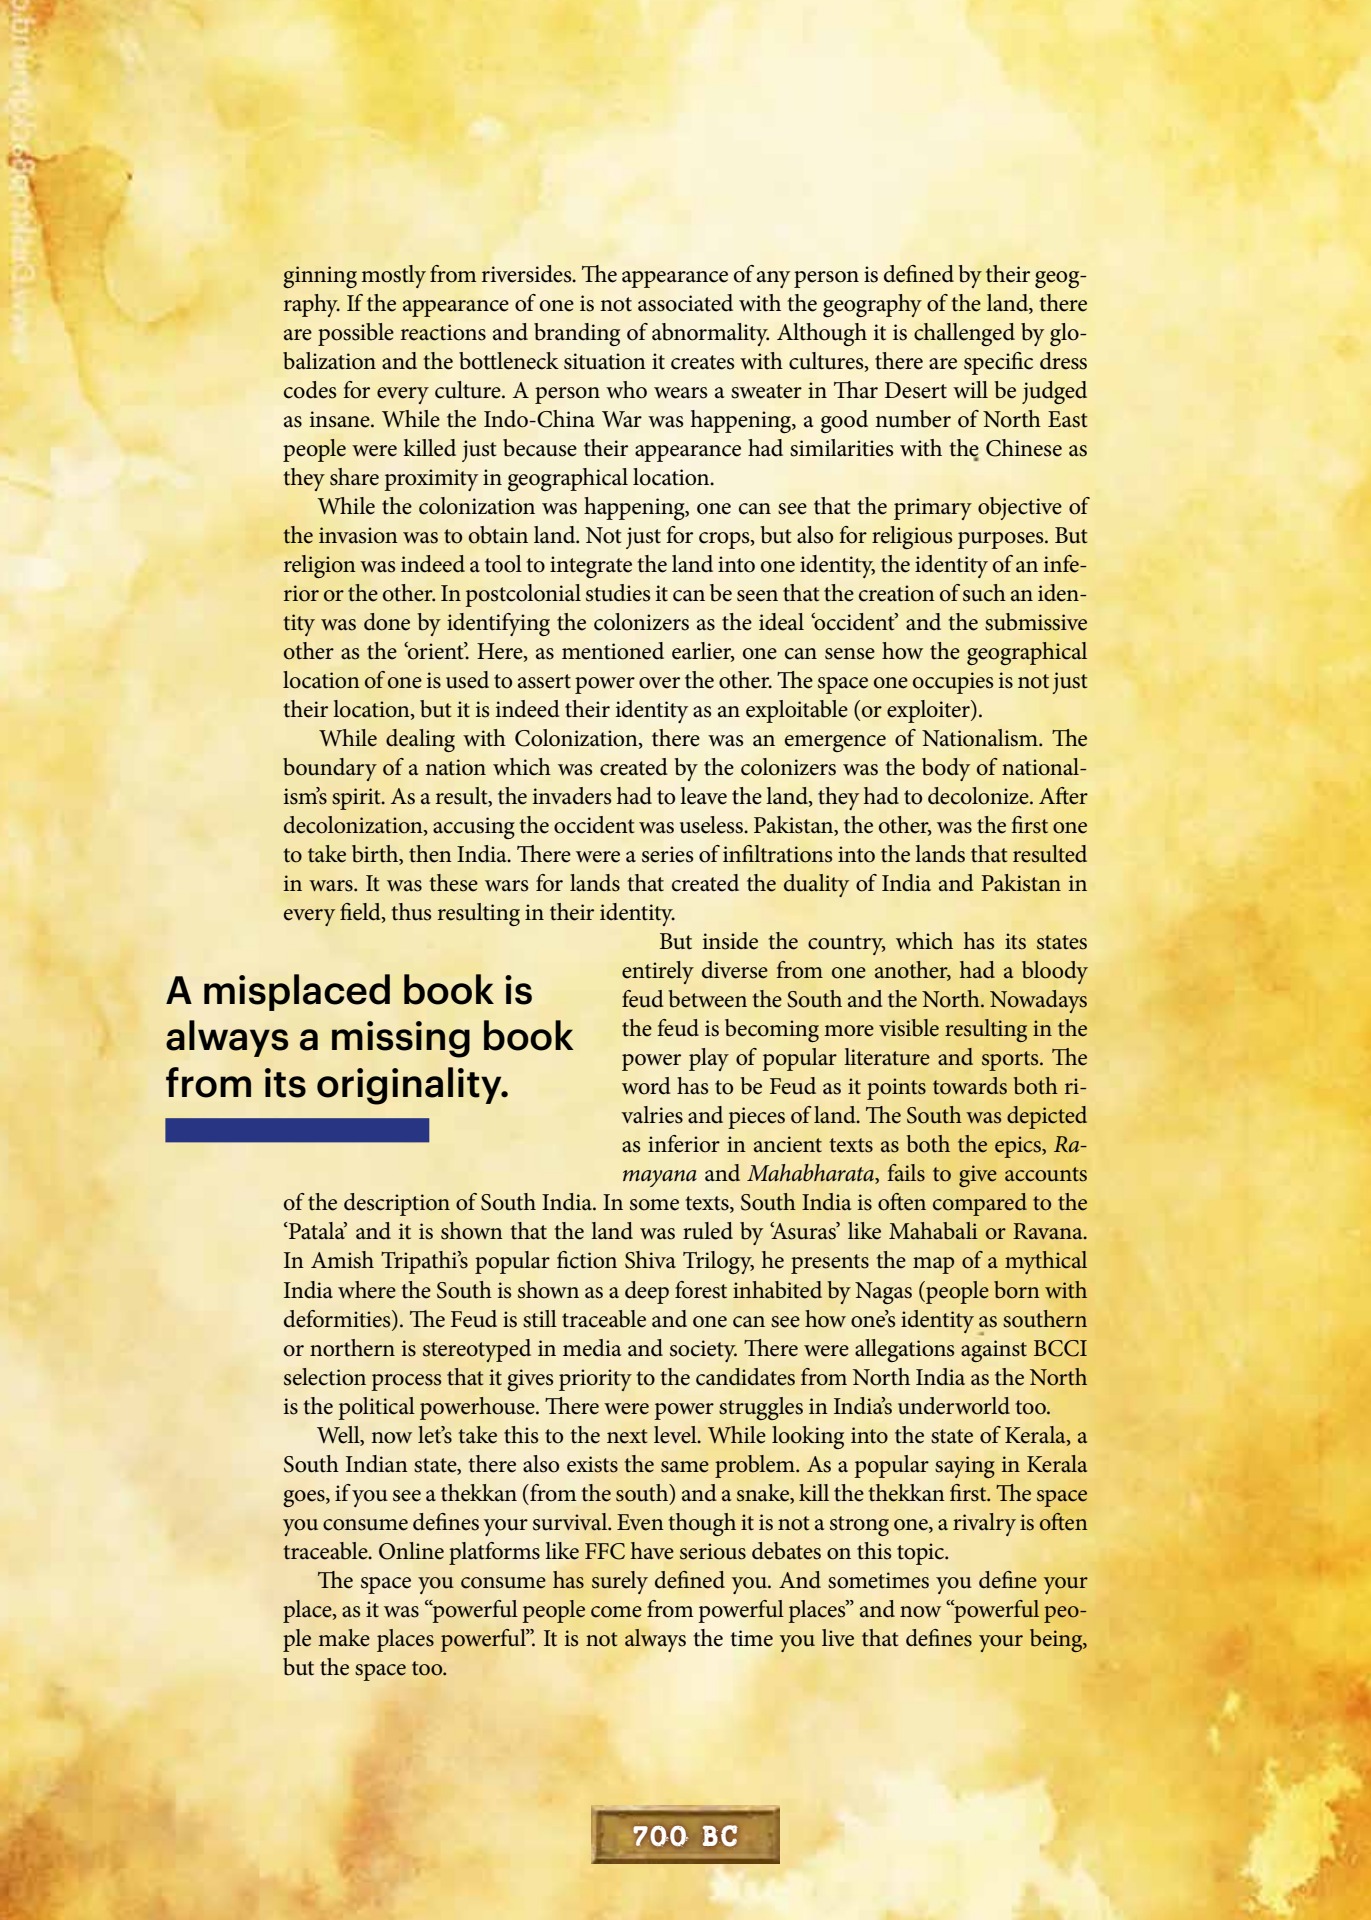 ginning mostly from riversides. The appearance of any person is defined by their geog-
raphy. If the appearance of one is not associated with the geography of the land, there
are possible reactions and branding of abnormality. Although it is challenged by glo-
balization and the bottleneck situation it creates with cultures, there are specific dress
codes for every culture. A person who wears a sweater in Thar Desert will be judged
as insane. While the Indo-China War was happening, a good number of North East
people were killed just because their appearance had similarities with the Chinese as
they share proximity in geographical location.
While the colonization was happening, one can see that the primary objective of
the invasion was to obtain land. Not just for crops, but also for religious purposes. But
religion was indeed a tool to integrate the land into one identity, the identity of an infe-
rior or the other. In postcolonial studies it can be seen that the creation of such an iden-
tity was done by identifying the colonizers as the ideal ‘occident’ and the submissive
other as the ‘orient’. Here, as mentioned earlier, one can sense how the geographical
location of one is used to assert power over the other. The space one occupies is not just
their location, but it is indeed their identity as an exploitable (or exploiter).
While dealing with Colonization, there was an emergence of Nationalism. The
boundary of a nation which was created by the colonizers was the body of national-
ism’s spirit. As a result, the invaders had to leave the land, they had to decolonize. After
decolonization, accusing the occident was useless. Pakistan, the other, was the first one
to take birth, then India. There were a series of infiltrations into the lands that resulted
in wars. It was these wars for lands that created the duality of India and Pakistan in
every field, thus resulting in their identity.
A misplaced book is
always a missing book
from its originality.
But inside the country, which has its states
entirely diverse from one another, had a bloody
feud between the South and the North. Nowadays
the feud is becoming more visible resulting in the
power play of popular literature and sports. The
word has to be Feud as it points towards both ri-
valries and pieces of land. The South was depicted
as inferior in ancient texts as both the epics, Ra-
mayana and Mahabharata, fails to give accounts
of the description of South India. In some texts, South India is often compared to the
‘Patala’ and it is shown that the land was ruled by ‘Asuras’ like Mahabali or Ravana.
In Amish Tripathi’s popular fiction Shiva Trilogy, he presents the map of a mythical
India where the South is shown as a deep forest inhabited by Nagas (people born with
deformities). The Feud is still traceable and one can see how one’s identity as southern
or northern is stereotyped in media and society. There were allegations against BCCI
selection process that it gives priority to the candidates from North India as the North
is the political powerhouse. There were power struggles in India’s underworld too.
Well, now let’s take this to the next level. While looking into the state of Kerala, a
South Indian state, there also exists the same problem. As a popular saying in Kerala
goes, if you see a thekkan (from the south) and a snake, kill the thekkan first. The space
you consume defines your survival. Even though it is not a strong one, a rivalry is often
traceable. Online platforms like FFC have serious debates on this topic.
The space you consume has surely defined you. And sometimes you define your
place, as it was “powerful people come from powerful places” and now “powerful peo-
ple make places powerful”. It is not always the time you live that defines your being,
but the space too.
700 BC